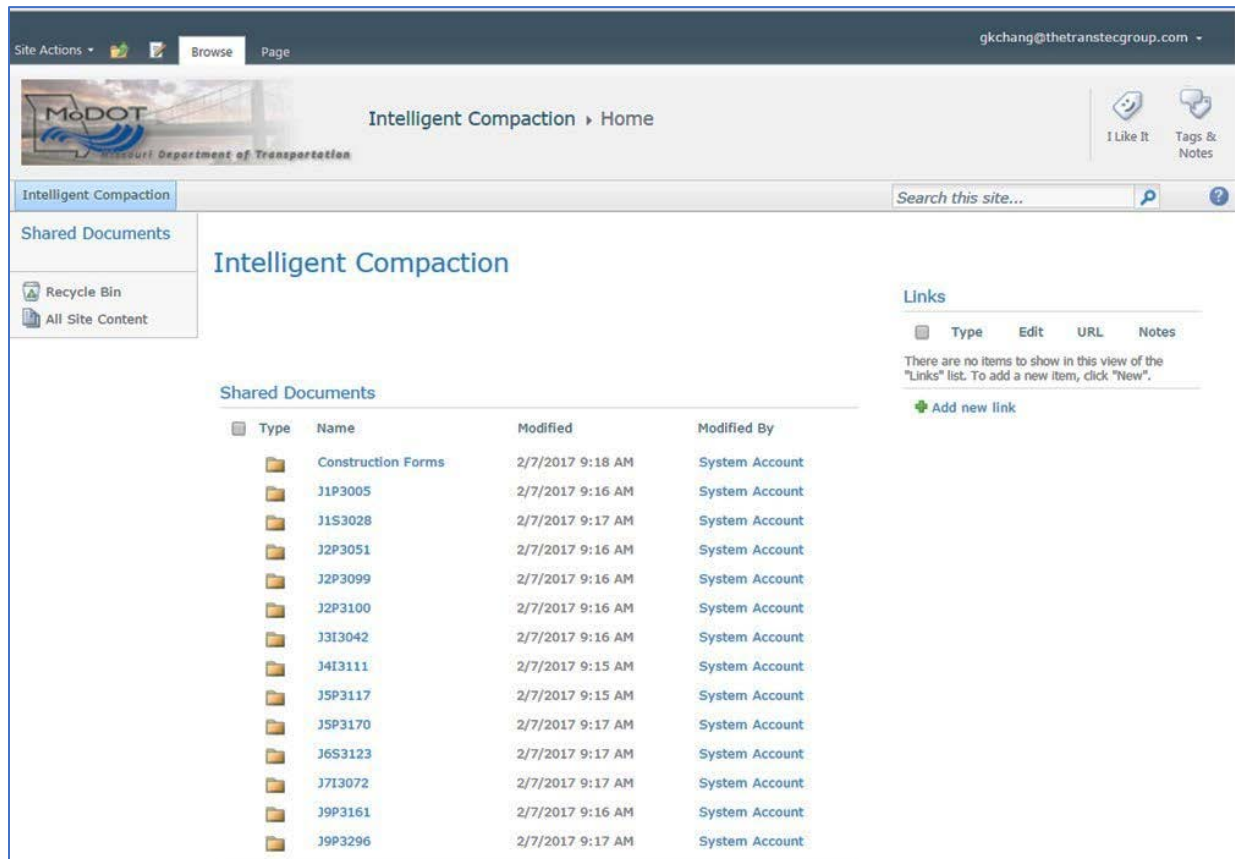 gkchang@thetranstecgroup.com
Site Actions Browse Page
MoDOT
Missouri Department of Transportation
Intelligent Compaction Home
I Like It
Tags & Notes
Intelligent Compaction
Search this site...
Shared Documents
Recycle Bin
All Site Content
Intelligent Compaction
Links
Type Edit URL Notes
There are no items to show in this view of the
"Links" list. To add a new item, click "New".
Add new link
Shared Documents
Type Name Modified Modified By
Construction Forms 2/7/2017 9:18 AM System Account
J1P3005 2/7/2017 9:16 AM System Account
J1S3028 2/7/2017 9:17 AM System Account
J2P3051 2/7/2017 9:16 AM System Account
J2P3099 2/7/2017 9:16 AM System Account
J2P3100 2/7/2017 9:16 AM System Account
J3I3042 2/7/2017 9:16 AM System Account
J4I3111 2/7/2017 9:15 AM System Account
J5P3117 2/7/2017 9:15 AM System Account
J5P3170 2/7/2017 9:17 AM System Account
J6S3123 2/7/2017 9:17 AM System Account
J7I3072 2/7/2017 9:17 AM System Account
J9P3161 2/7/2017 9:16 AM System Account
J9P3296 2/7/2017 9:17 AM System Account